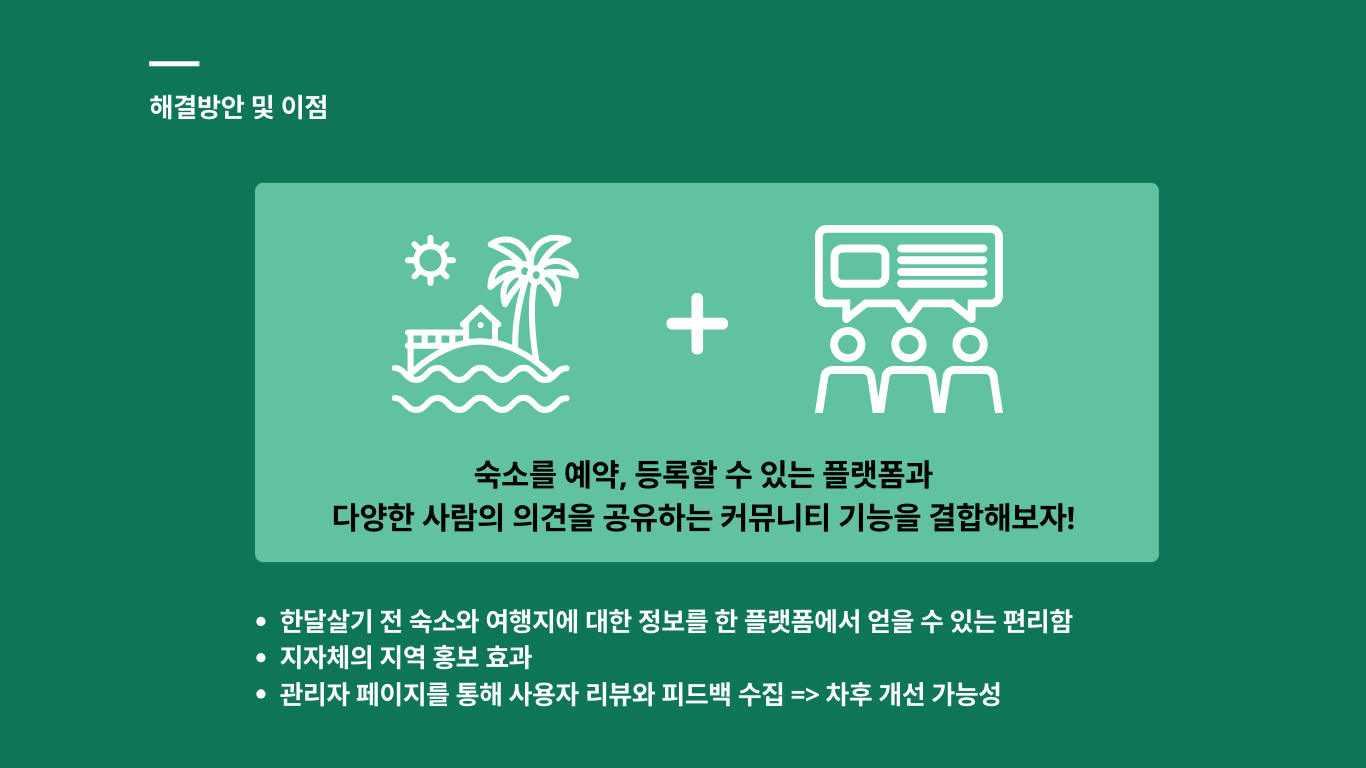 해결방안 및 이점
숙소를 예약, 등록할 수 있는 플랫폼과
다양한 사람의 의견을 공유하는 커뮤니티 기능을 결합해보자!
• 한달살기 전 숙소와 여행지에 대한 정보를 한 플랫폼에서 얻을 수 있는 편리함
• 지자체의 지역 홍보 효과
• 관리자 페이지를 통해 사용자 리뷰와 피드백 수집 => 차후 개선 가능성